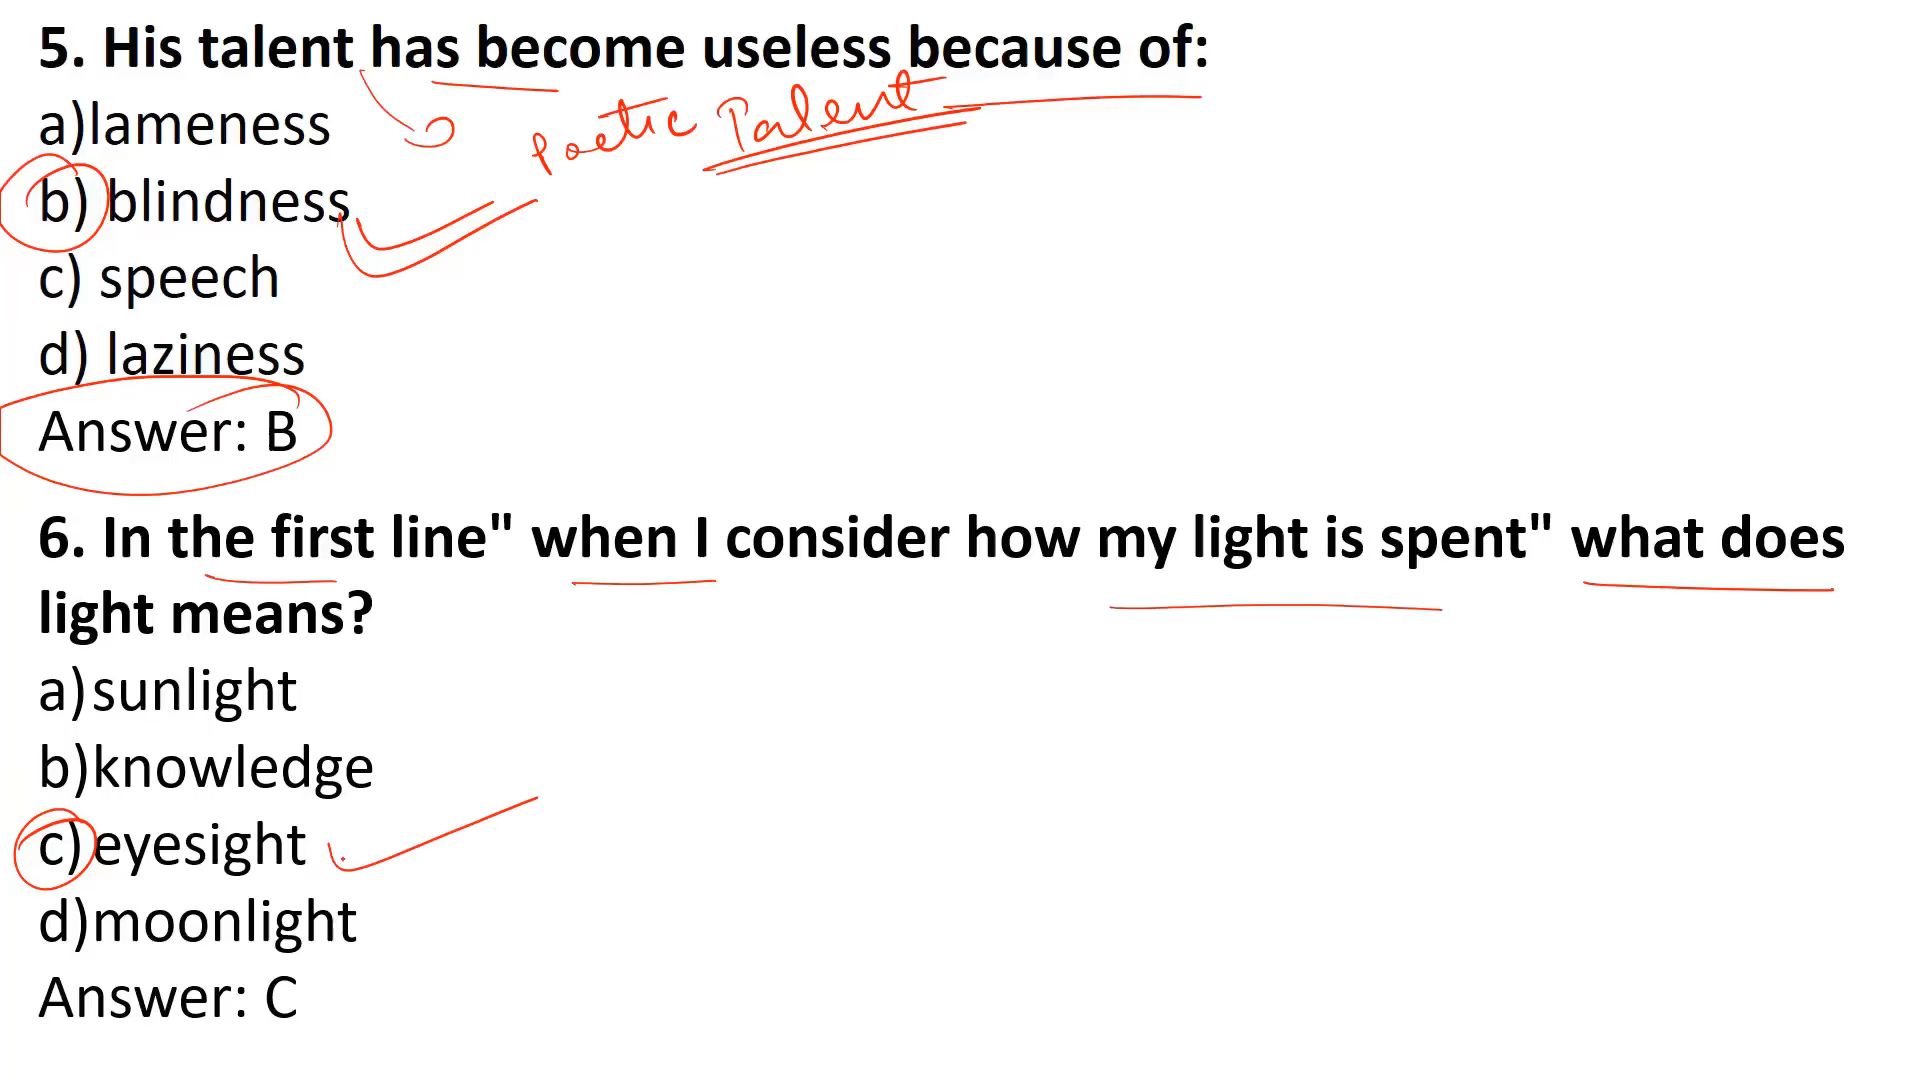 5. His talent has become useless because of:
a)lameness
Poetic Talent
b) blindness
c) speech
d) laziness
Answer: B
6. In the first line" when I consider how my light is spent" what does
light means?
a)sunlight
b)knowledge
c)eyesight
d)moonlight
Answer: C